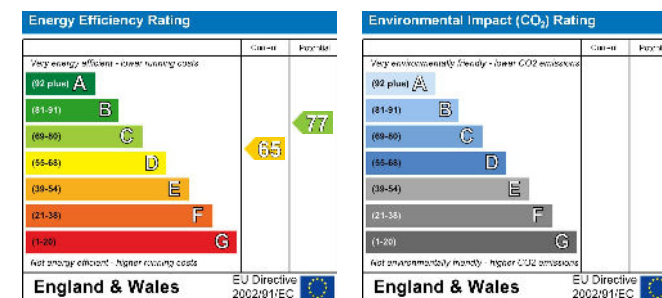 Energy Efficiency Rating
Current Potential
Very energy efficient - lower running costs
(92 plus) A
(81-91) B
(69-80) C
(55-68) D
(39-54) E
(21-38) F
(1-20) G
65
77
Not energy efficient - higher running costs
England & Wales
EU Directive
2002/91/EC
Environmental Impact (CO₂) Rating
Current
Very environmentally friendly - lower CO2 emissions
(92 plus) A
(81-91) B
(69-80) C
(55-68) D
(39-54) E
(21-38) F
(1-20) G
Not environmentally friendly - higher CO2 emissions
England & Wales
EU Directive
2002/91/EC